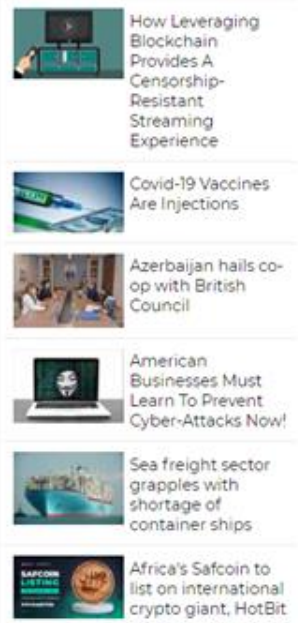 How Leveraging
Blockchain
Provides A
Censorship-
Resistant
Streaming
Experience
Covid-19 Vaccines
Are Injections
Azerbaijan hails co-
op with British
Council
American
Businesses Must
Learn To Prevent
Cyber-Attacks Now!
Sea freight sector
grapples with
shortage of
container ships
SAFCOIN
LISTING
Africa's Safcoin to
list on international
crypto giant, HotBit